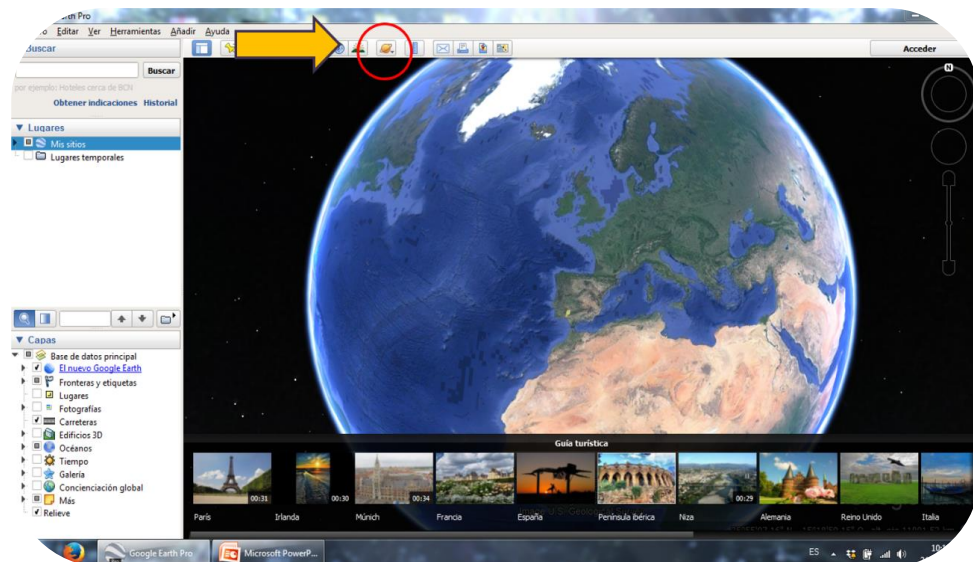 Earth Pro
Editar Ver Herramientas Añadir Ayuda
Buscar
Acceder
Buscar
por ejemplo: Hoteles cerca de BCN
Obtener indicaciones Historial
N
Lugares
Mis sitios
Lugares temporales
Capas
Base de datos principal
El nuevo Google Earth
Fronteras y etiquetas
Lugares
Fotografías
Carreteras
Edificios 3D
Océanos
Tiempo
Galería
Concienciación global
Más
Relieve
Guía turística
00:31
00:30
00:34
00:29
París
Irlanda
Múnich
Francia
España
Península Ibérica
Niza
Alemania
Reino Unido
Italia
Google Earth Pro
Microsoft PowerP...
ES